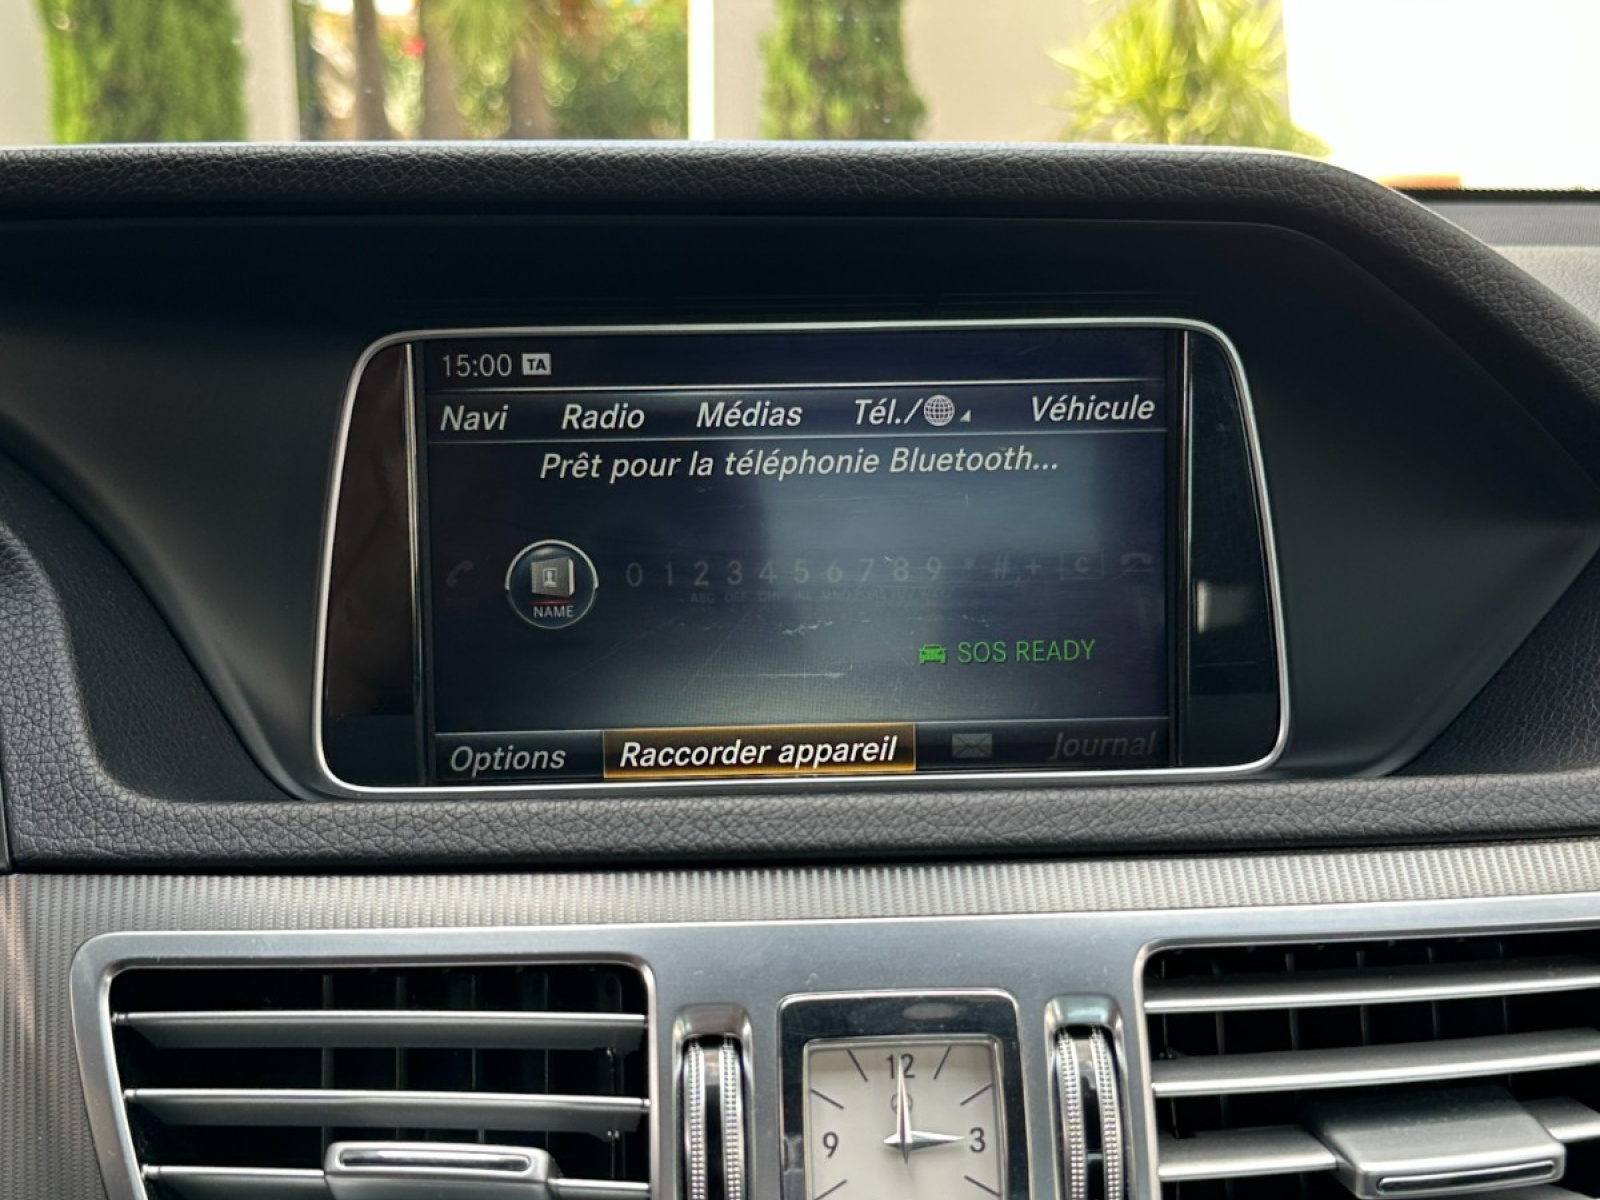 15:00 TA
Navi Radio Médias Tél./ Véhicule
Prêt pour la téléphonie Bluetooth...
NAME 0 1 2 3 4 5 6 7 8 9 * # + C
SOS READY
Options Raccorder appareil Journal
12
9 3